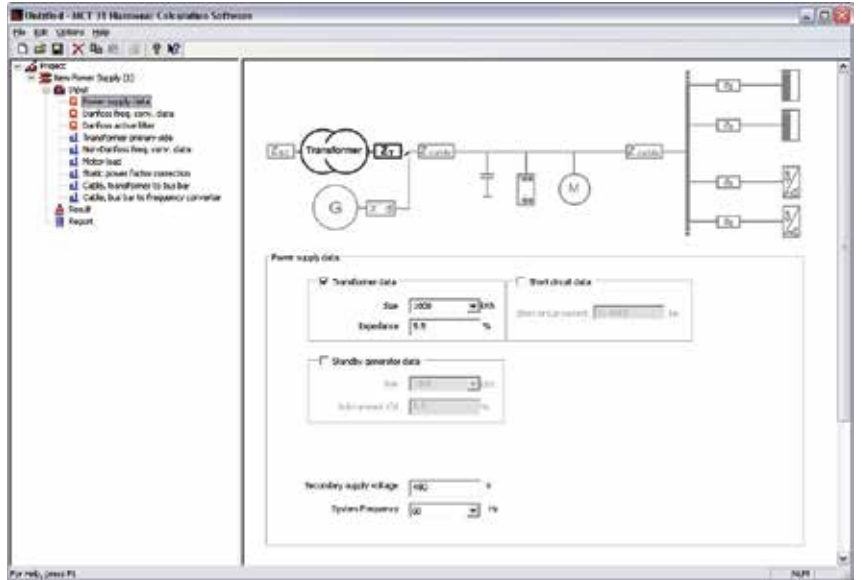 Untitled - MCT 31 Harmonic Calculation Software
File Edit Options Help
Project
New Power Supply (1)
Input
Power supply data
Danfoss freq. conv. data
Danfoss active filter
Transformer primary side
Non-Danfoss freq. conv. data
Motor load
Static power factor correction
Cable, transformer to bus bar
Cable, bus bar to frequency converter
Result
Report
Transformer
G
M
Power supply data
Transformer data
Size
kVA
Impedance
%
Short circuit data
Short circuit current
Standby generator data
Size
Secondary supply voltage 480 V
System Frequency 60 Hz
For Help, press F1
NUM